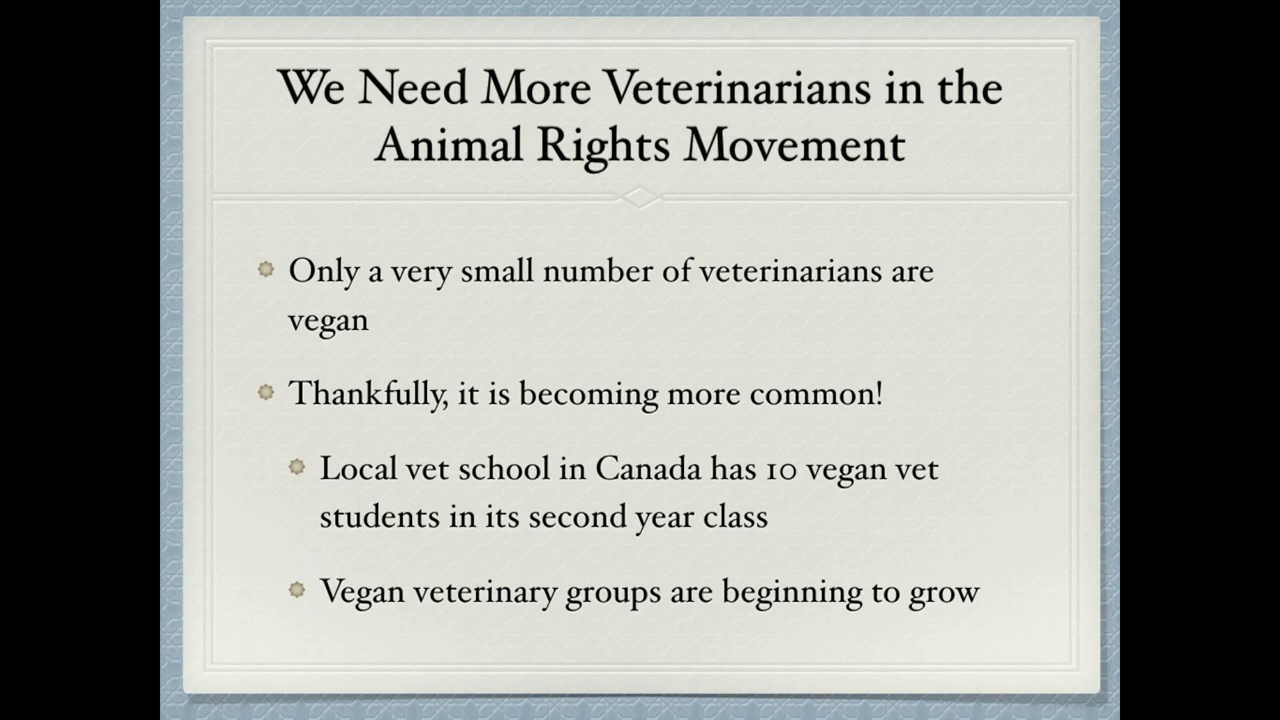 We Need More Veterinarians in the
Animal Rights Movement
Only a very small number of veterinarians are
vegan
Thankfully, it is becoming more common!
Local vet school in Canada has 10 vegan vet
students in its second year class
Vegan veterinary groups are beginning to grow